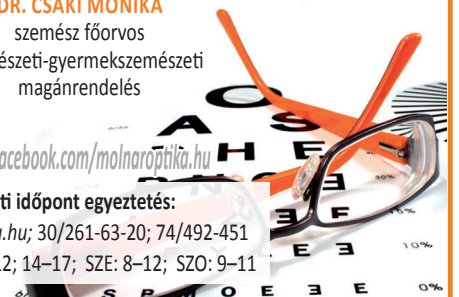 DR. CSÁKI MÓNIKA
szemész főorvos
észeti-gyermekszemészeti
magánrendelés
acebook.com/molnaroptika.hu
ti időpont egyeztetés:
a.hu; 30/261-63-20; 74/492-451
12; 14–17; SZE: 8–12; SZO: 9–11